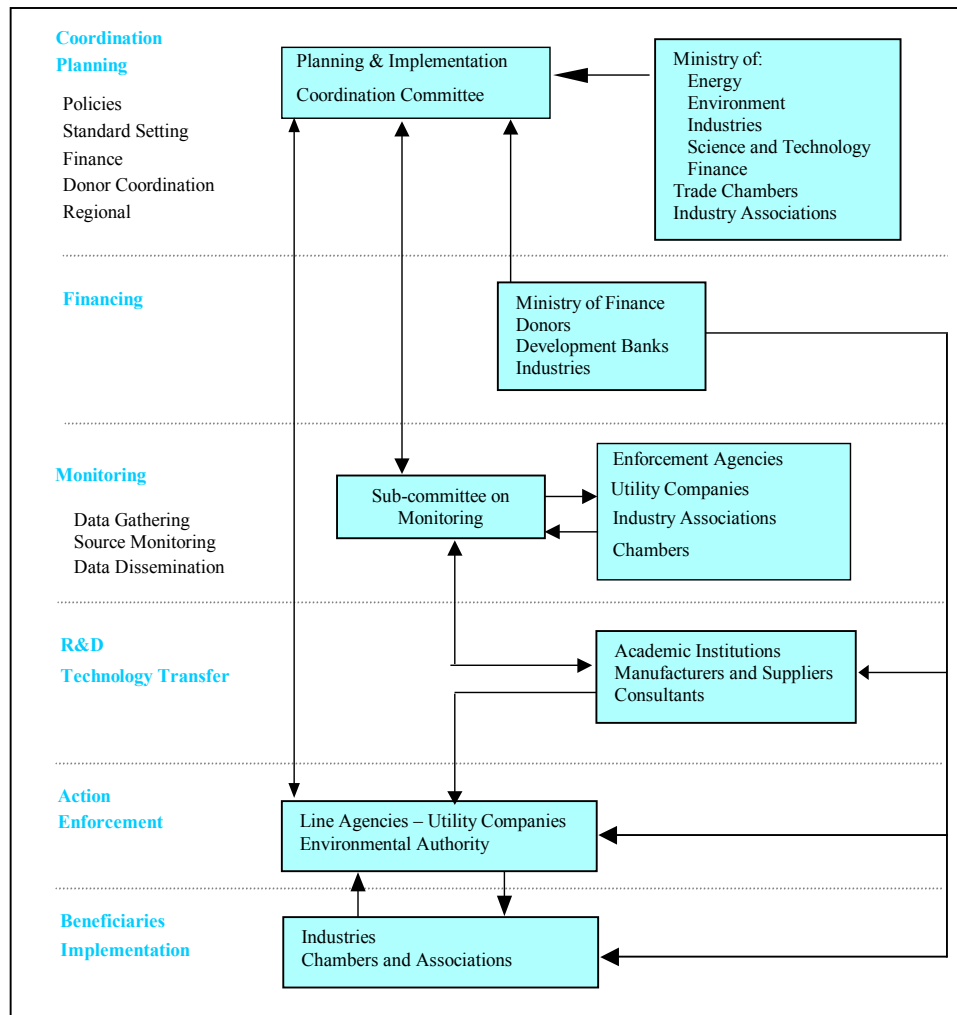 Coordination
Planning
Policies
Standard Setting
Finance
Donor Coordination
Regional
Planning & Implementation
Coordination Committee
Ministry of:
Energy
Environment
Industries
Science and Technology
Finance
Trade Chambers
Industry Associations
Financing
Ministry of Finance
Donors
Development Banks
Industries
Monitoring
Data Gathering
Source Monitoring
Data Dissemination
Sub-committee on
Monitoring
Enforcement Agencies
Utility Companies
Industry Associations
Chambers
R&D
Technology Transfer
Academic Institutions
Manufacturers and Suppliers
Consultants
Action
Enforcement
Line Agencies – Utility Companies
Environmental Authority
Beneficiaries
Implementation
Industries
Chambers and Associations